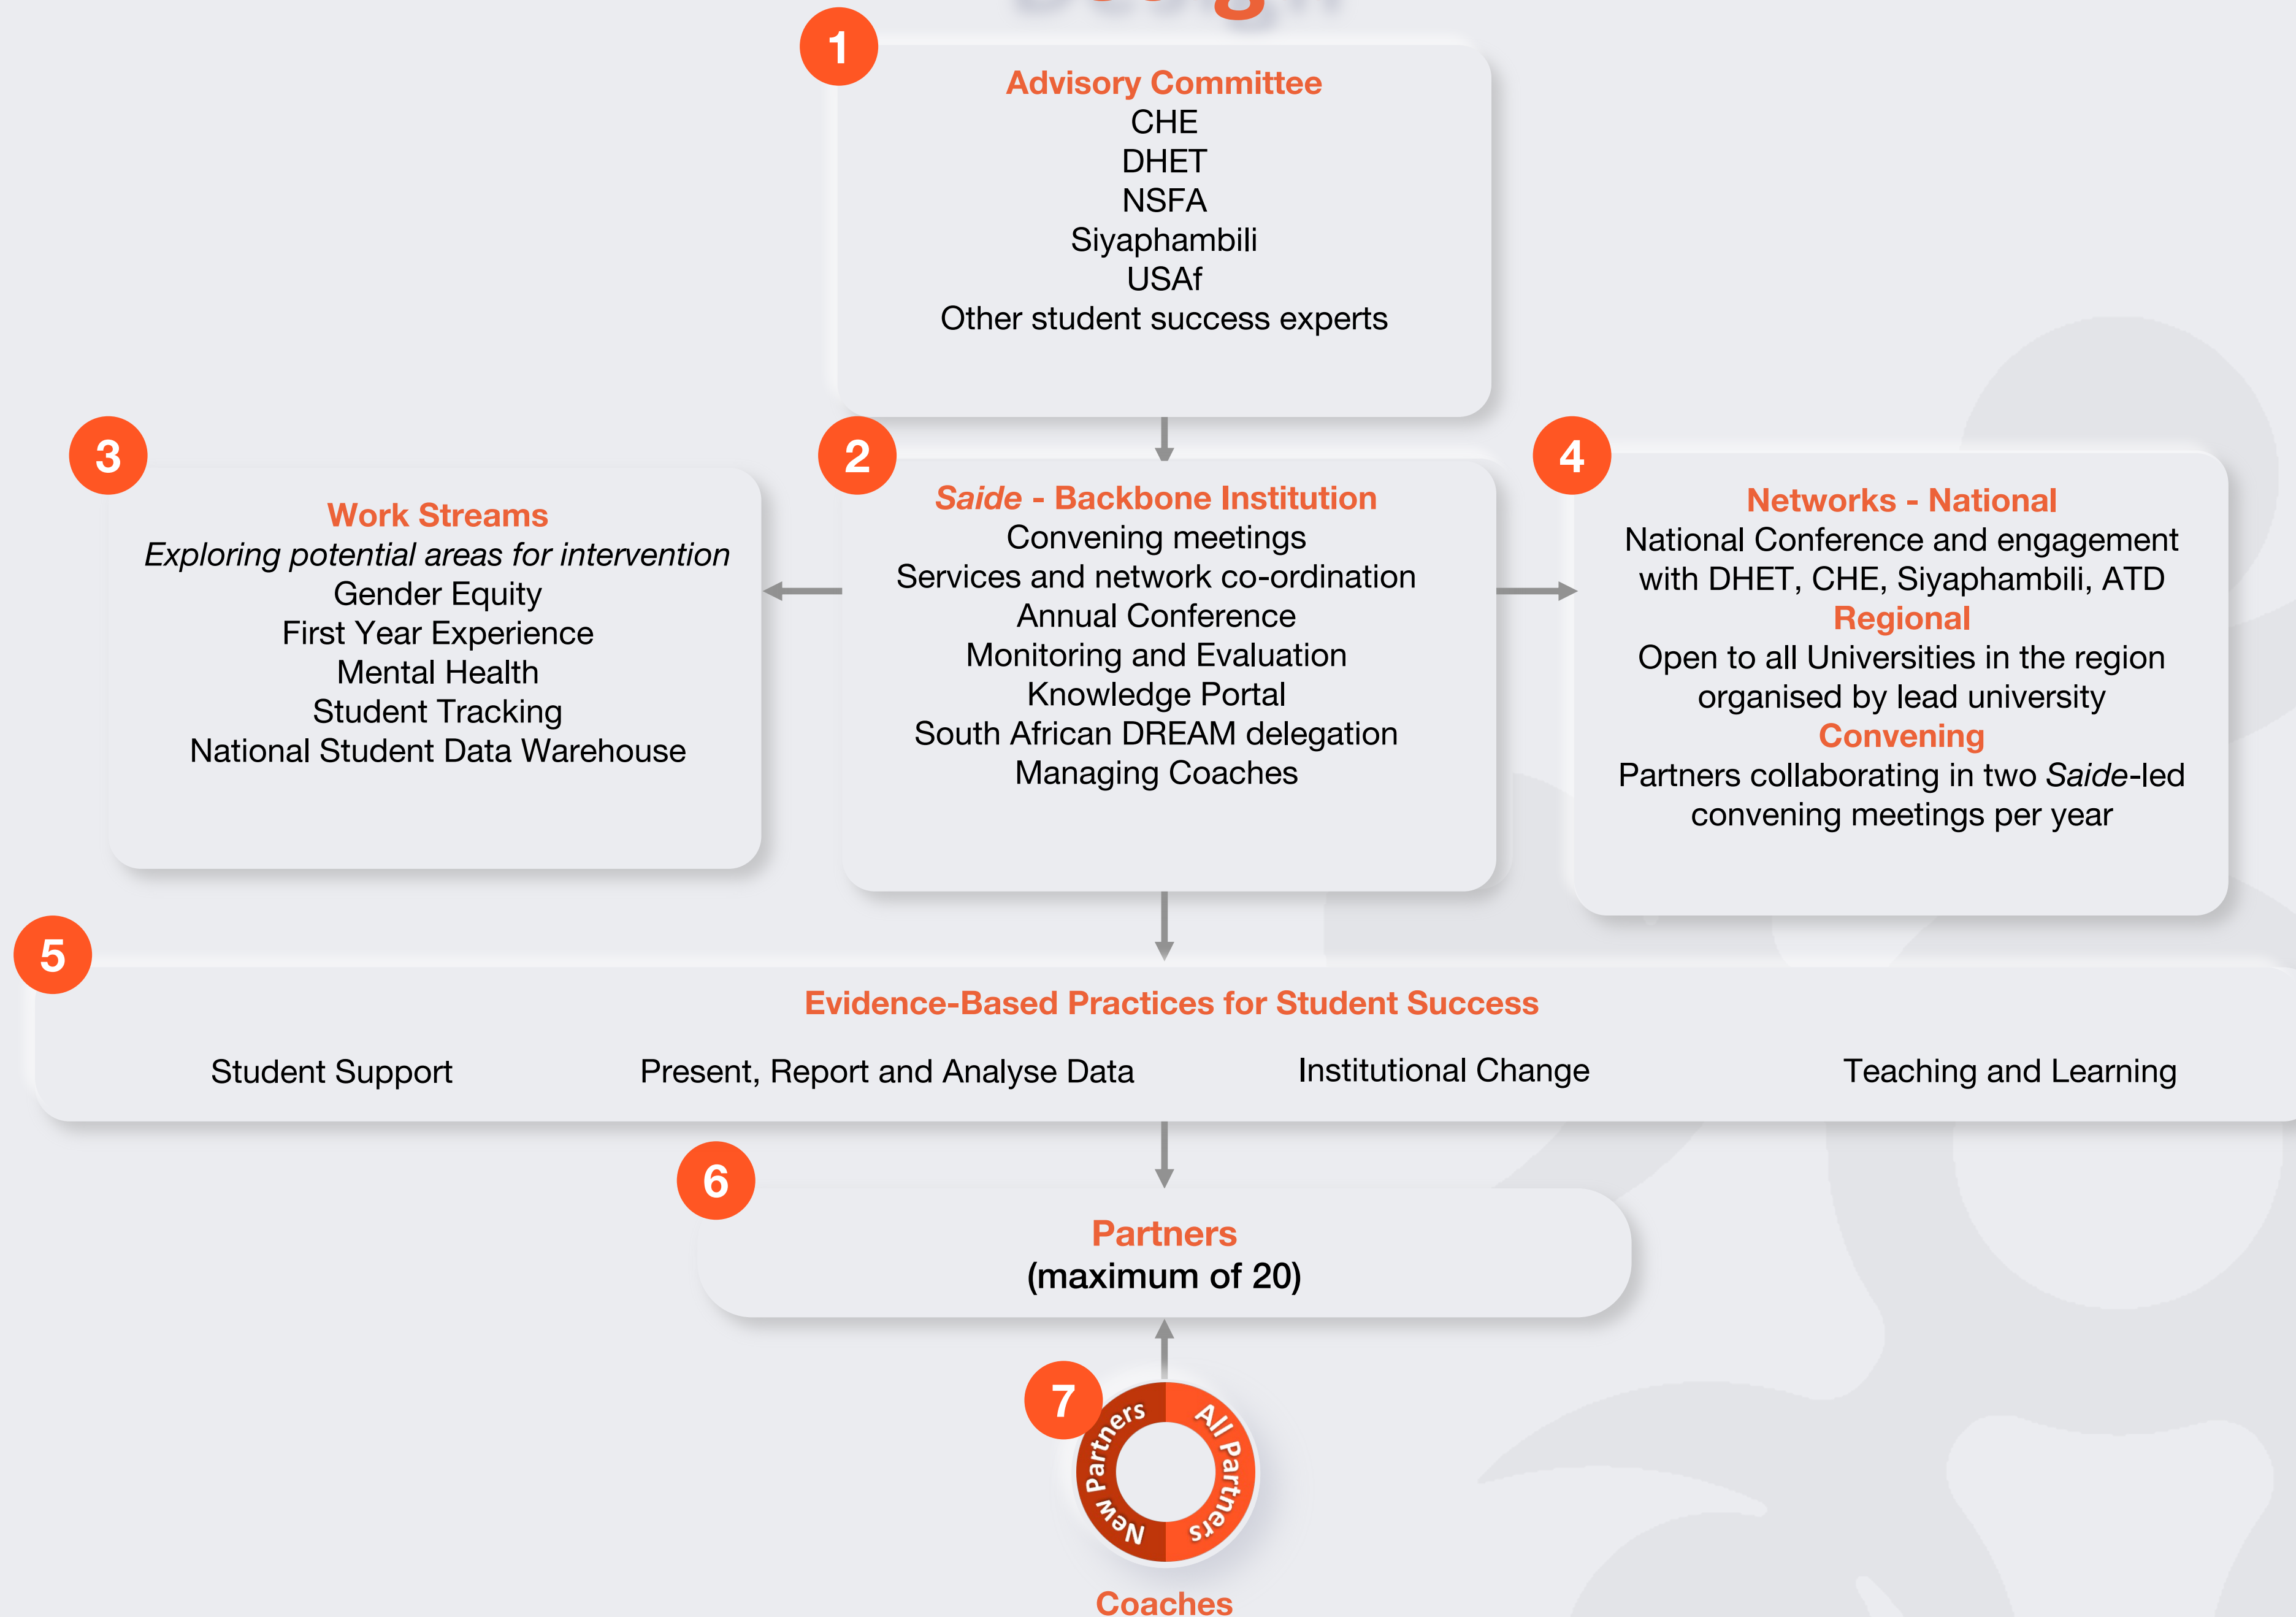 1
Advisory Committee
CHE
DHET
NSFA
Siyaphambili
USAf
Other student success experts
3
Work Streams
Exploring potential areas for intervention
Gender Equity
First Year Experience
Mental Health
Student Tracking
National Student Data Warehouse
2
Saide - Backbone Institution
Convening meetings
Services and network co-ordination
Annual Conference
Monitoring and Evaluation
Knowledge Portal
South African DREAM delegation
Managing Coaches
4
Networks - National
National Conference and engagement
with DHET, CHE, Siyaphambili, ATD
Regional
Open to all Universities in the region
organised by lead university
Convening
Partners collaborating in two Saide-led
convening meetings per year
5
Evidence-Based Practices for Student Success
Student Support
Present, Report and Analyse Data
Institutional Change
Teaching and Learning
6
Partners
(maximum of 20)
7
New Partners
All Partners
Coaches